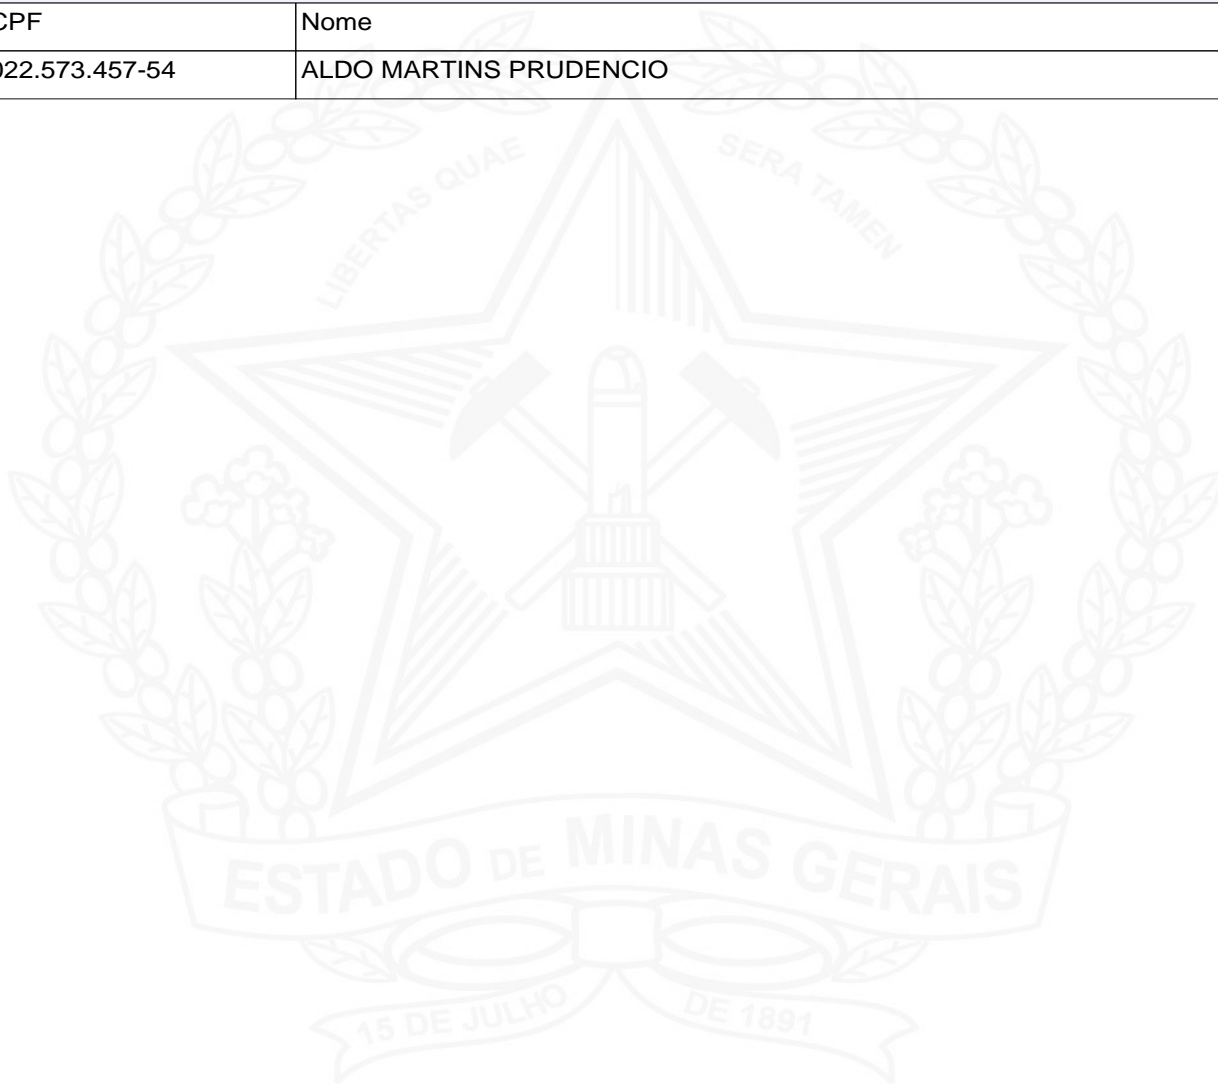 CPF Nome
022.573.457-54 ALDO MARTINS PRUDENCIO
LIBERTAS QUAE SERA TAMEN
ESTADO DE MINAS GERAIS
15 DE JULHO DE 1891